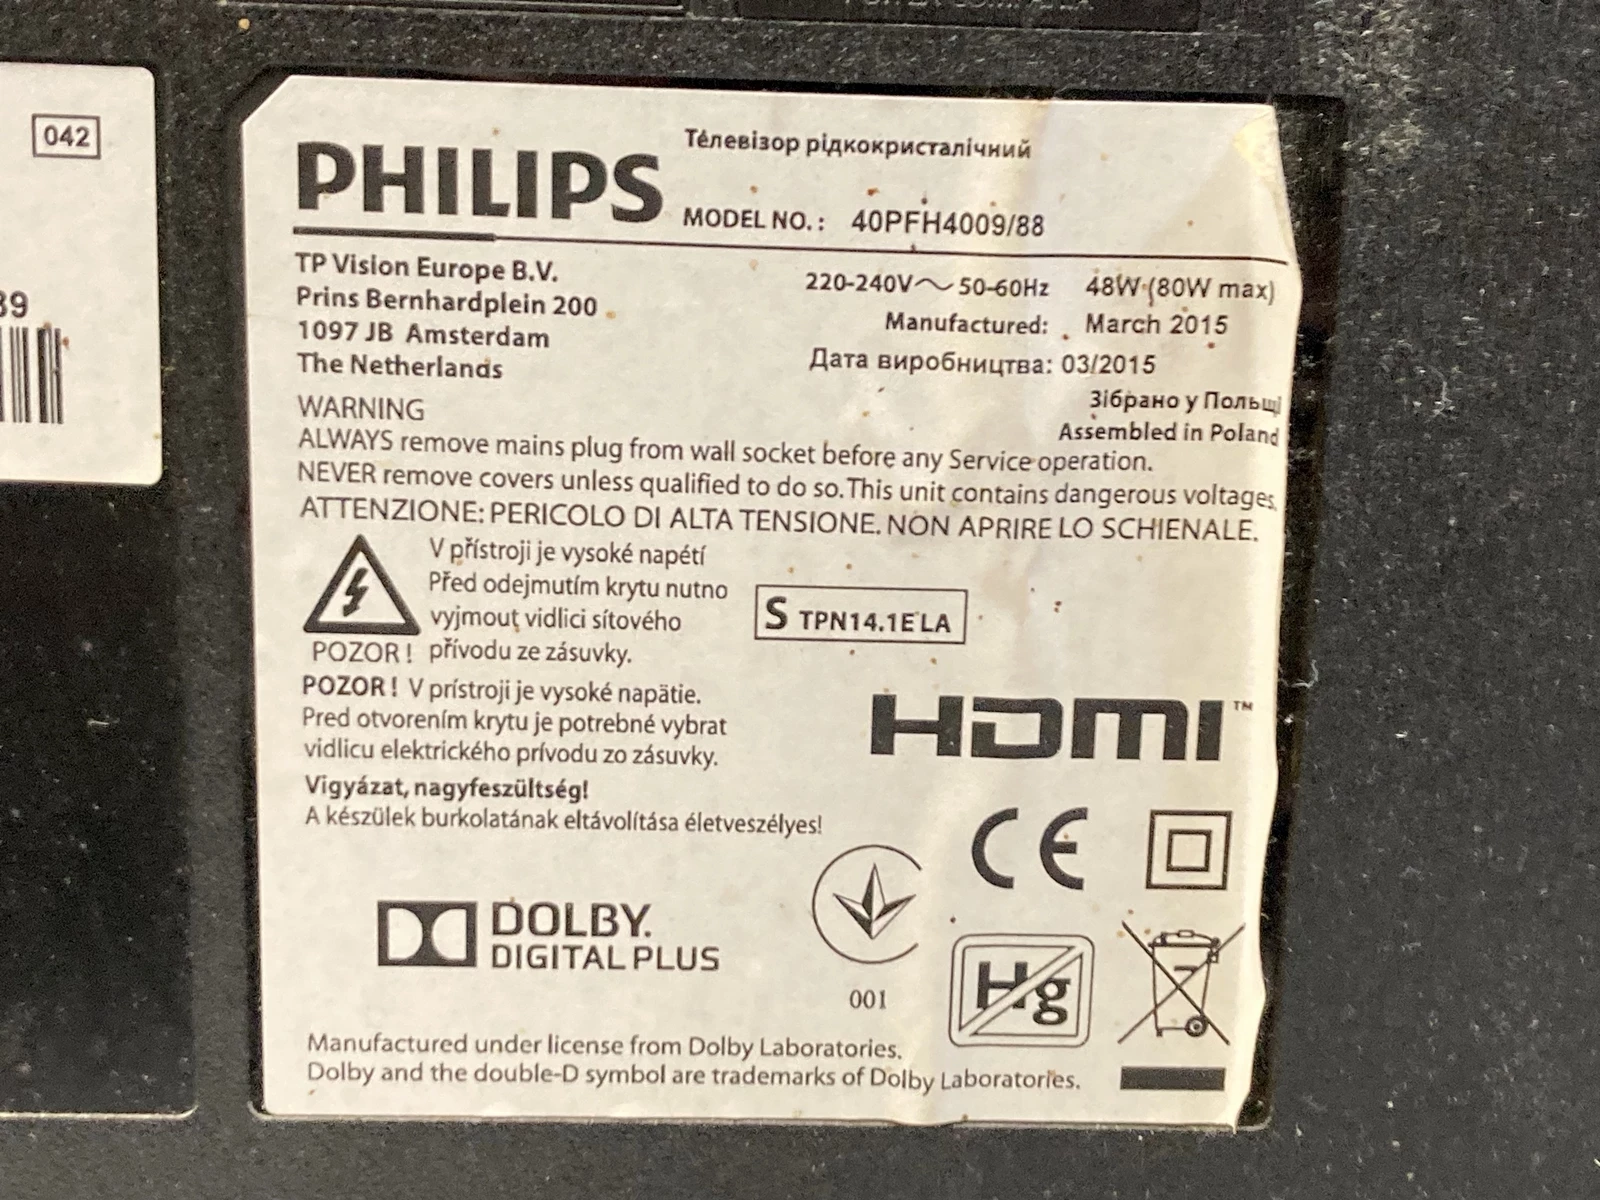 042
39
PHILIPS
Телевізор рідкокристалічний
MODEL NO.: 40PFH4009/88
TP Vision Europe B.V.
Prins Bernhardplein 200
1097 JB Amsterdam
The Netherlands
220-240V～50-60Hz 48W (80W max)
Manufactured: March 2015
Дата виробництва: 03/2015
Зібрано у Польщі
Assembled in Poland
WARNING
ALWAYS remove mains plug from wall socket before any Service operation.
NEVER remove covers unless qualified to do so. This unit contains dangerous voltages
ATTENZIONE: PERICOLO DI ALTA TENSIONE. NON APRIRE LO SCHIENALE.
V přístroji je vysoké napétí
Před odejmutím krytu nutno
vyjmout vidlici sítového
přívodu ze zásuvky.
POZOR!
S TPN14.1E LA
POZOR! V prístroji je vysoké napätie.
Pred otvorením krytu je potrebné vybrat
vidlicu elektrického prívodu zo zásuvky.
HDMI™
Vigyázat, nagyfeszültség!
A készülek burkolatának eltávolítása életveszélyes!
CE
DOLBY.
DIGITAL PLUS
001
Hg
Manufactured under license from Dolby Laboratories.
Dolby and the double-D symbol are trademarks of Dolby Laboratories.